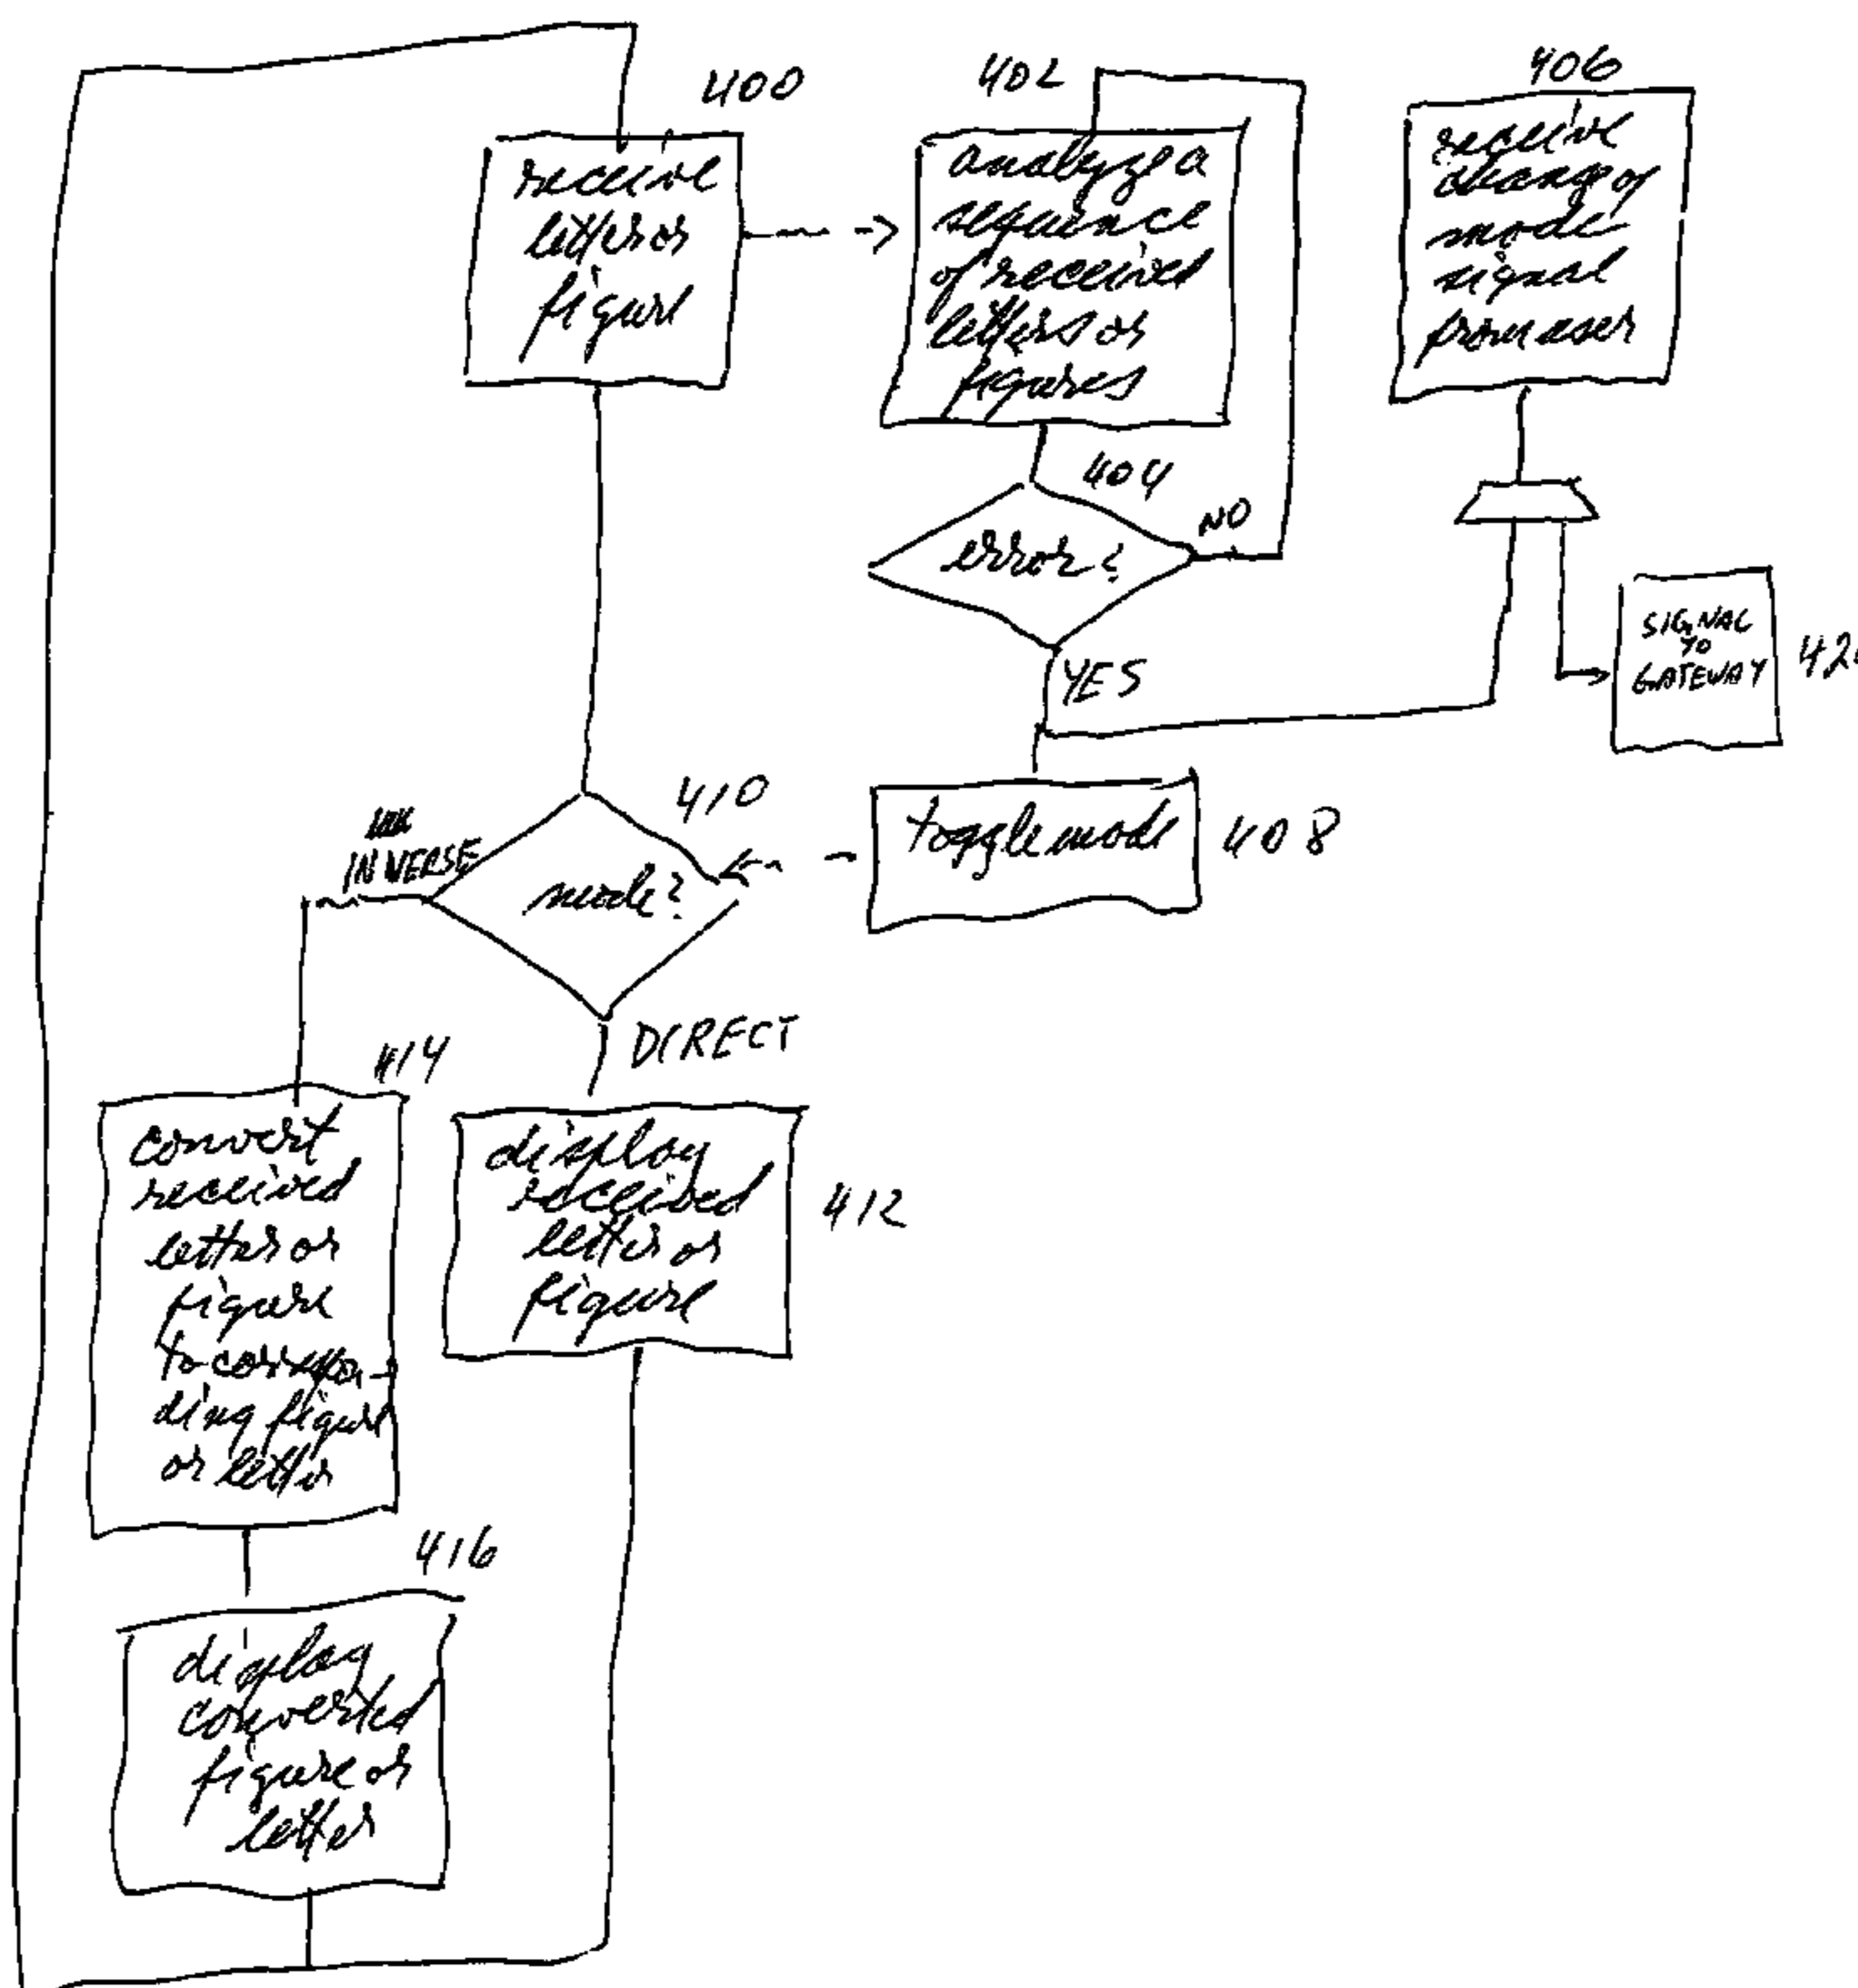 400
receive
letter or
figure
402
analyze a
sequence
of received
letters or
figures
406
receive
change of
mode
signal
from user
404
error?
NO
YES
SIGNAL
TO
GATEWAY
410
mode?
INVERSE
DIRECT
toggle mode
408
414
convert
received
letter or
figure
to correspon-
ding figure
or letter
display
received
letter or
figure
412
416
display
converted
figure or
letter